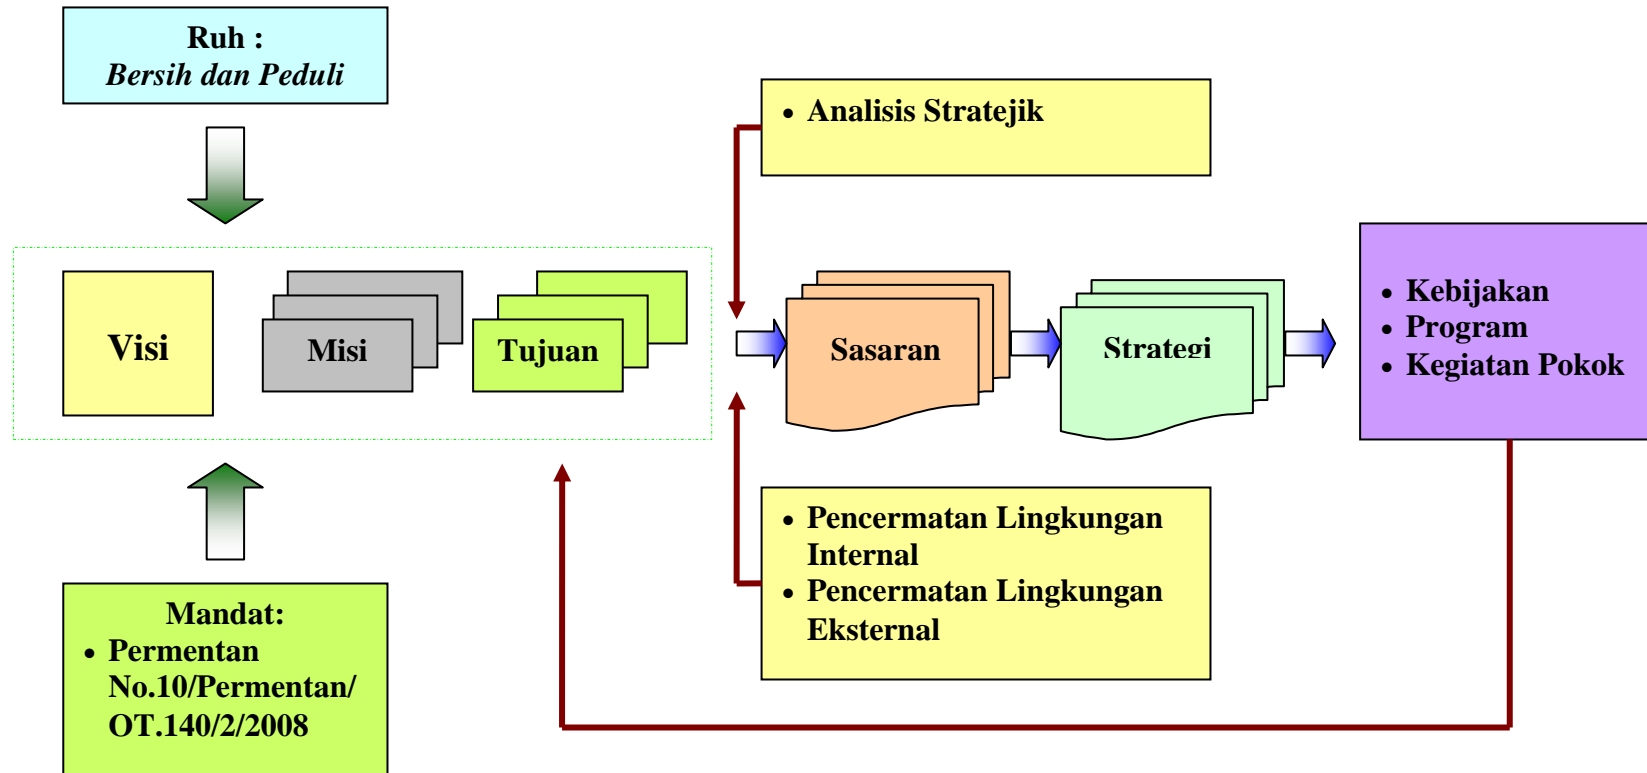 Ruh :
Bersih dan Peduli
• Analisis Stratejik
Visi
Misi
Tujuan
Sasaran
Strategi
• Kebijakan
• Program
• Kegiatan Pokok
• Pencermatan Lingkungan
Internal
• Pencermatan Lingkungan
Eksternal
Mandat:
• Permentan
No.10/Permentan/
OT.140/2/2008